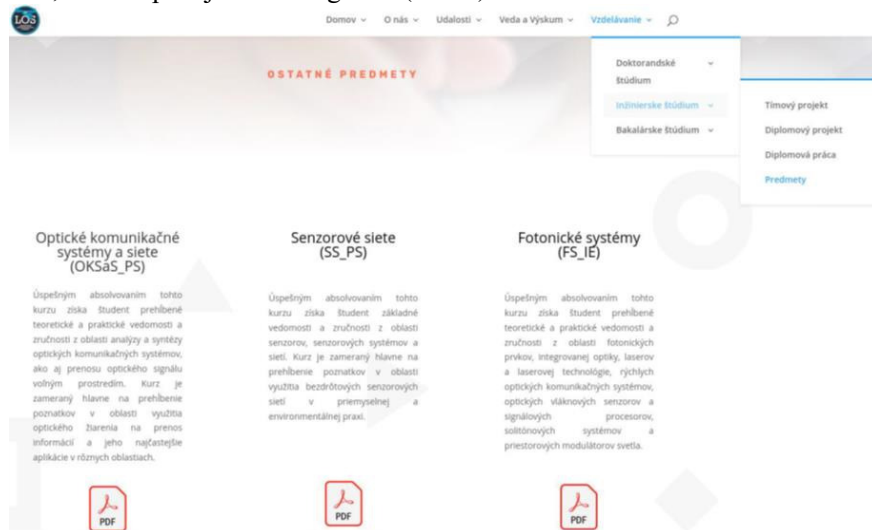 LOS
Domov
O nás
Udalosti
Veda a Výskum
Vzdelávanie
OSTATNÉ PREDMETY
Doktorandské
štúdium
Inžinierske štúdium
Bakalárske štúdium
Tímový projekt
Diplomový projekt
Diplomová práca
Predmety
Optické komunikačné
systémy a siete
(OKSaS_PS)
Úspešným absolvovaním tohto
kurzu získa študent prehĺbené
teoretické a praktické vedomosti a
zručnosti z oblasti analýzy a syntézy
optických komunikačných systémov,
ako aj prenosu optického signálu
voľným prostredím. Kurz je
zameraný hlavne na prehĺbenie
poznatkov v oblasti využitia
optického žiarenia na prenos
informácií a jeho najčastejšie
aplikácie v rôznych oblastiach.
PDF
Senzorové siete
(SS_PS)
Úspešným absolvovaním tohto
kurzu získa študent základné
vedomosti a zručnosti z oblasti
senzorov, senzorových systémov a
sietí. Kurz je zameraný hlavne na
prehĺbenie poznatkov v oblasti
využitia bezdrôtových senzorových
sietí v priemyselnej a
environmentálnej praxi.
PDF
Fotonické systémy
(FS_IE)
Úspešným absolvovaním tohto
kurzu získa študent prehĺbené
teoretické a praktické vedomosti a
zručnosti z oblasti fotonických
prvkov, integrovanej optiky, laserov
a laserovej technológie, rýchlych
optických komunikačných systémov,
optických vláknových senzorov a
signálových procesorov,
solitónových systémov a
priestorových modulátorov svetla.
PDF